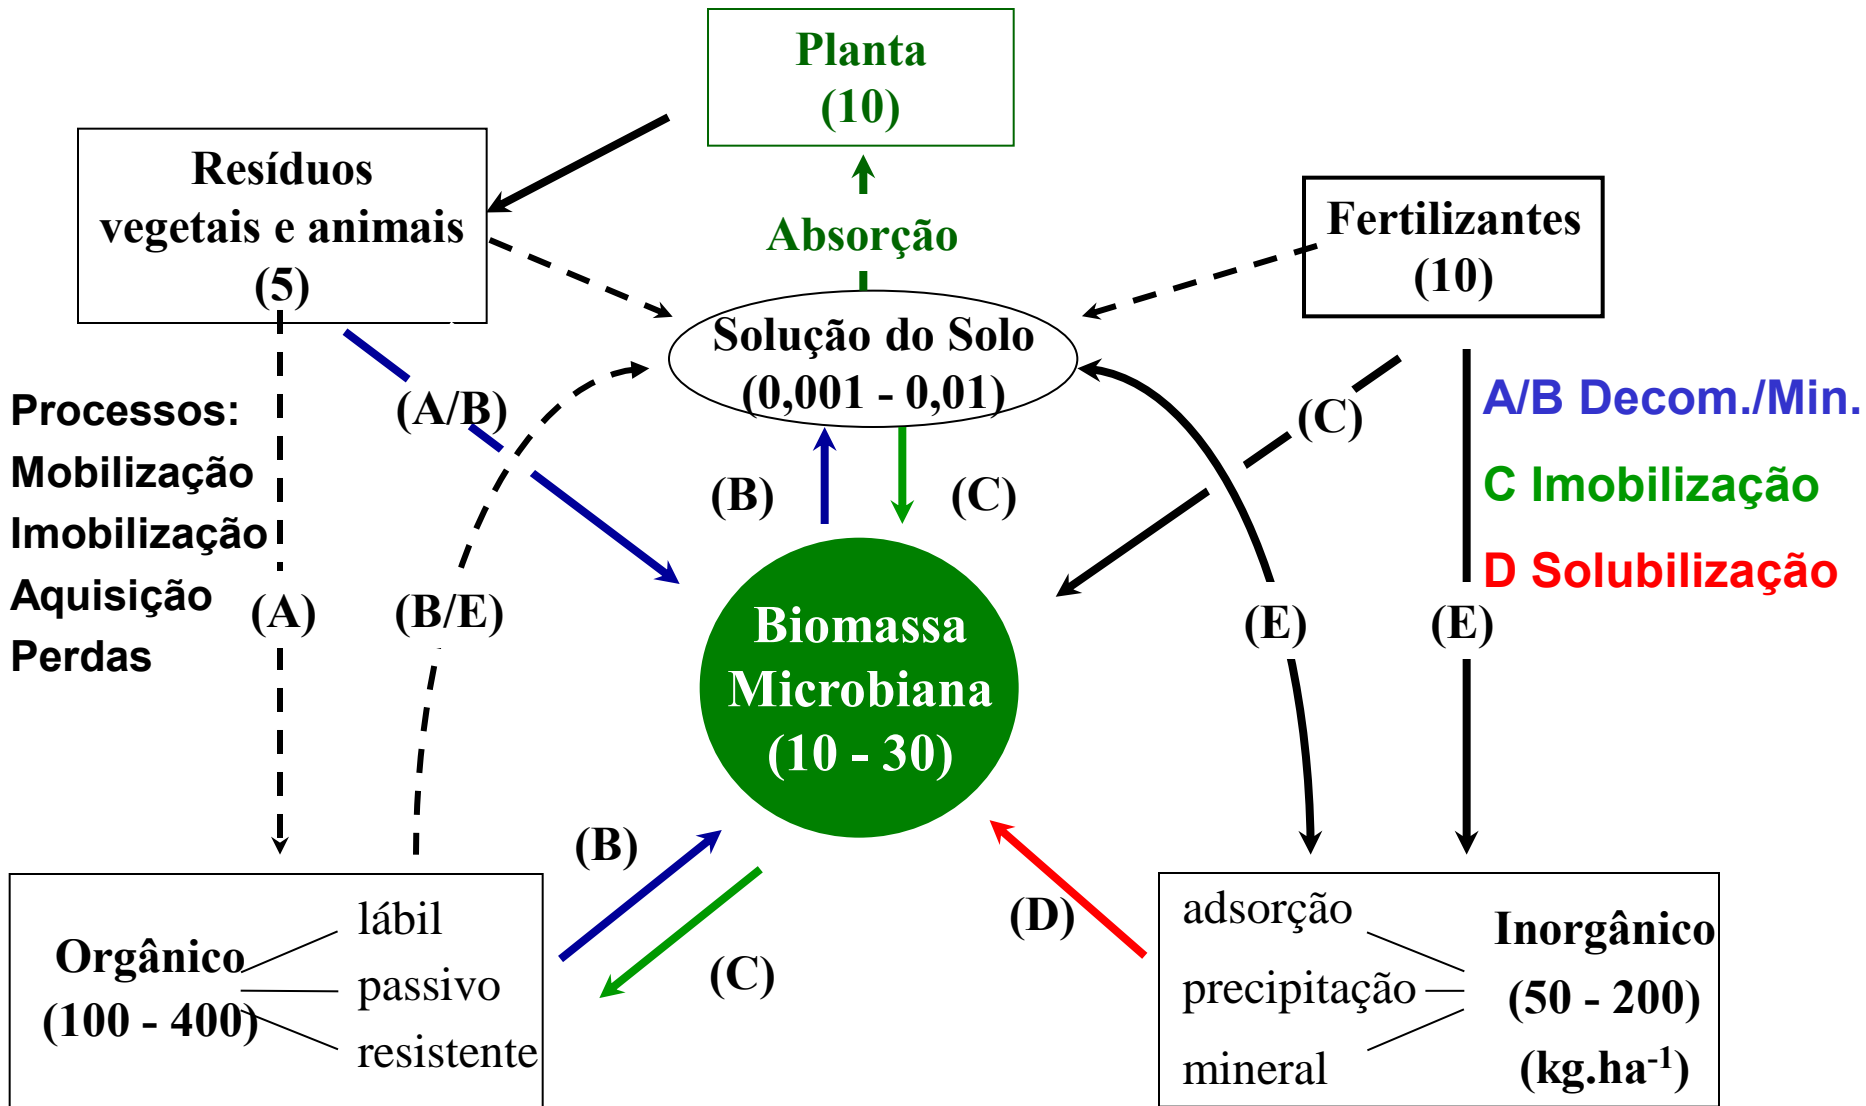 Planta
(10)
Resíduos
vegetais e animais
(5)
Absorção
Fertilizantes
(10)
Solução do Solo
(0,001 - 0,01)
Processos:
Mobilização
Imobilização
Aquisição
Perdas
(A/B)
(C)
A/B Decom./Min.
C Imobilização
D Solubilização
(B)
(C)
(A)
(B/E)
(E)
(E)
Biomassa
Microbiana
(10 - 30)
(B)
(C)
(D)
Orgânico
(100 - 400)
lábil
passivo
resistente
adsorção
precipitação
mineral
Inorgânico
(50 - 200)
(kg.ha⁻¹)